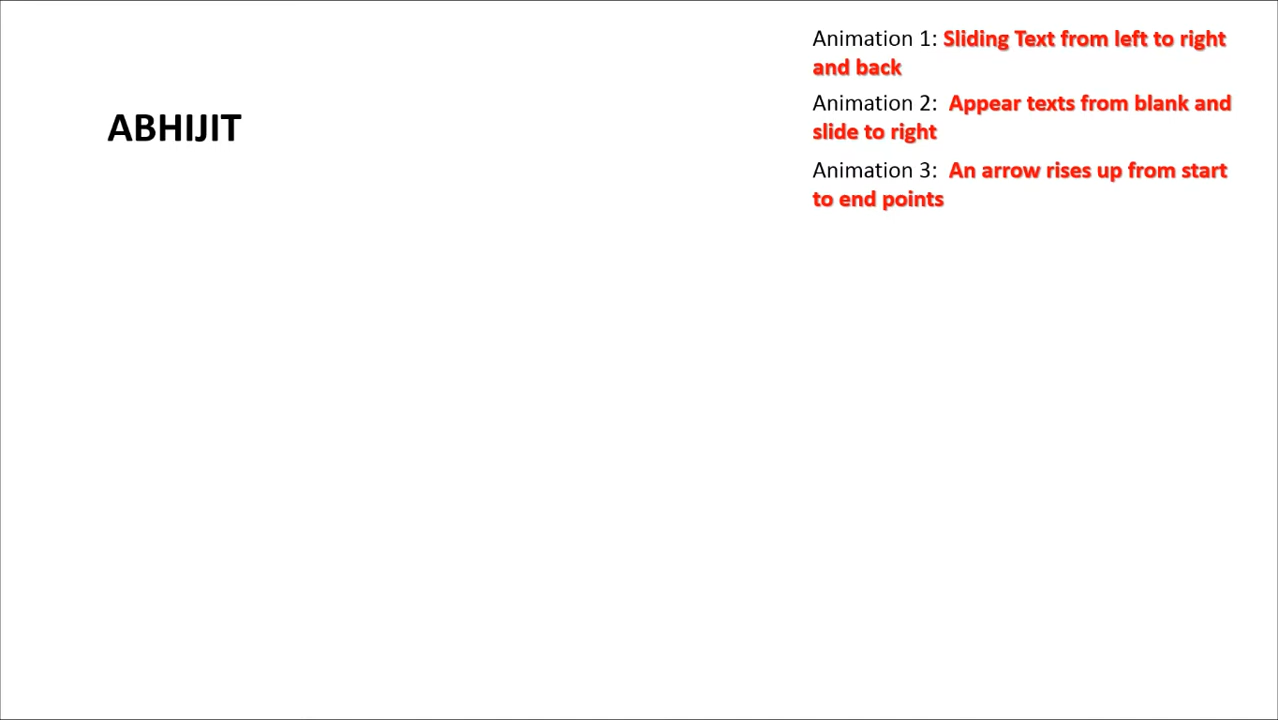 ABHIJIT
Animation 1: Sliding Text from left to right
and back
Animation 2: Appear texts from blank and
slide to right
Animation 3: An arrow rises up from start
to end points